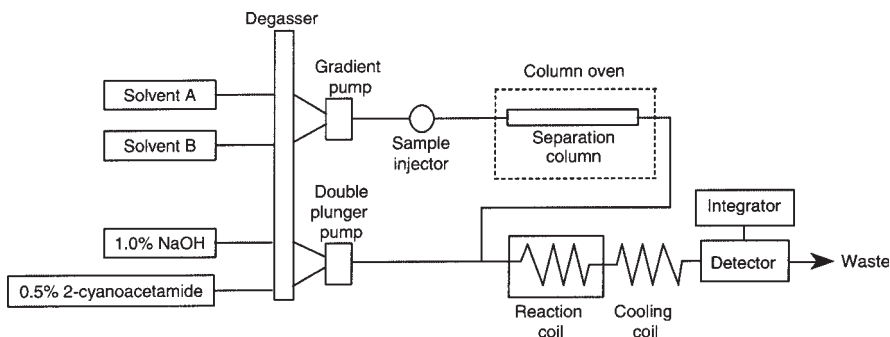 Degasser
Gradient
pump
Column oven
Solvent A
Solvent B
Sample
injector
Separation
column
Double
plunger
pump
Integrator
1.0% NaOH
0.5% 2-cyanoacetamide
Detector
Waste
Reaction
coil
Cooling
coil